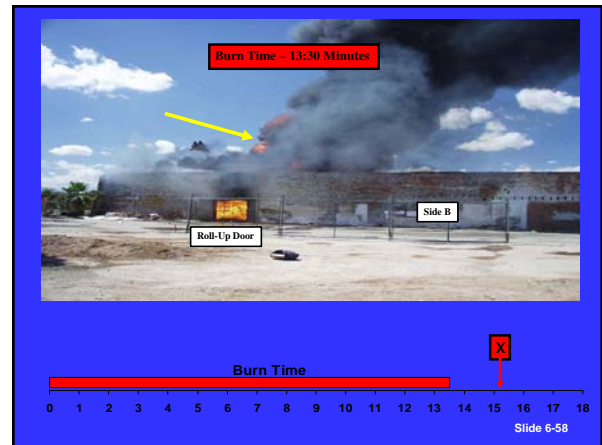 Burn Time – 13:30 Minutes
Side B
Roll-Up Door
X
Burn Time
0 1 2 3 4 5 6 7 8 9 10 11 12 13 14 15 16 17 18
Slide 6-58